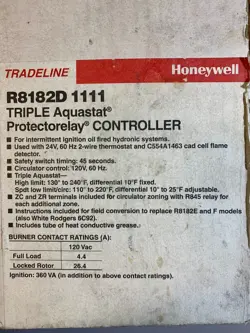 TRADELINE
Honeywell
R8182D 1111
TRIPLE Aquastat®
Protectorelay® CONTROLLER
• For intermittent ignition oil fired hydronic systems.
• Used with 24V, 60 Hz 2-wire thermostat and C554A1463 cad cell flame
detector.
• Safety switch timing: 45 seconds.
• Circulator control: 120V, 60 Hz.
• Triple Aquastat—
High limit: 130° to 240°F, differential 10°F fixed.
Spst low limit/circ: 110° to 220°F, differential 10° to 25°F adjustable.
• ZC and ZR terminals included for circulator zoning with R845 relay for
each additional zone.
• Instructions included for field conversion to replace R8182E and F models
(also White Rodgers 6C92).
• Includes tube of heat conductive grease.
BURNER CONTACT RATINGS (A):
120 Vac
Full Load 4.4
Locked Rotor 26.4
Ignition: 360 VA (in addition to above contact ratings).